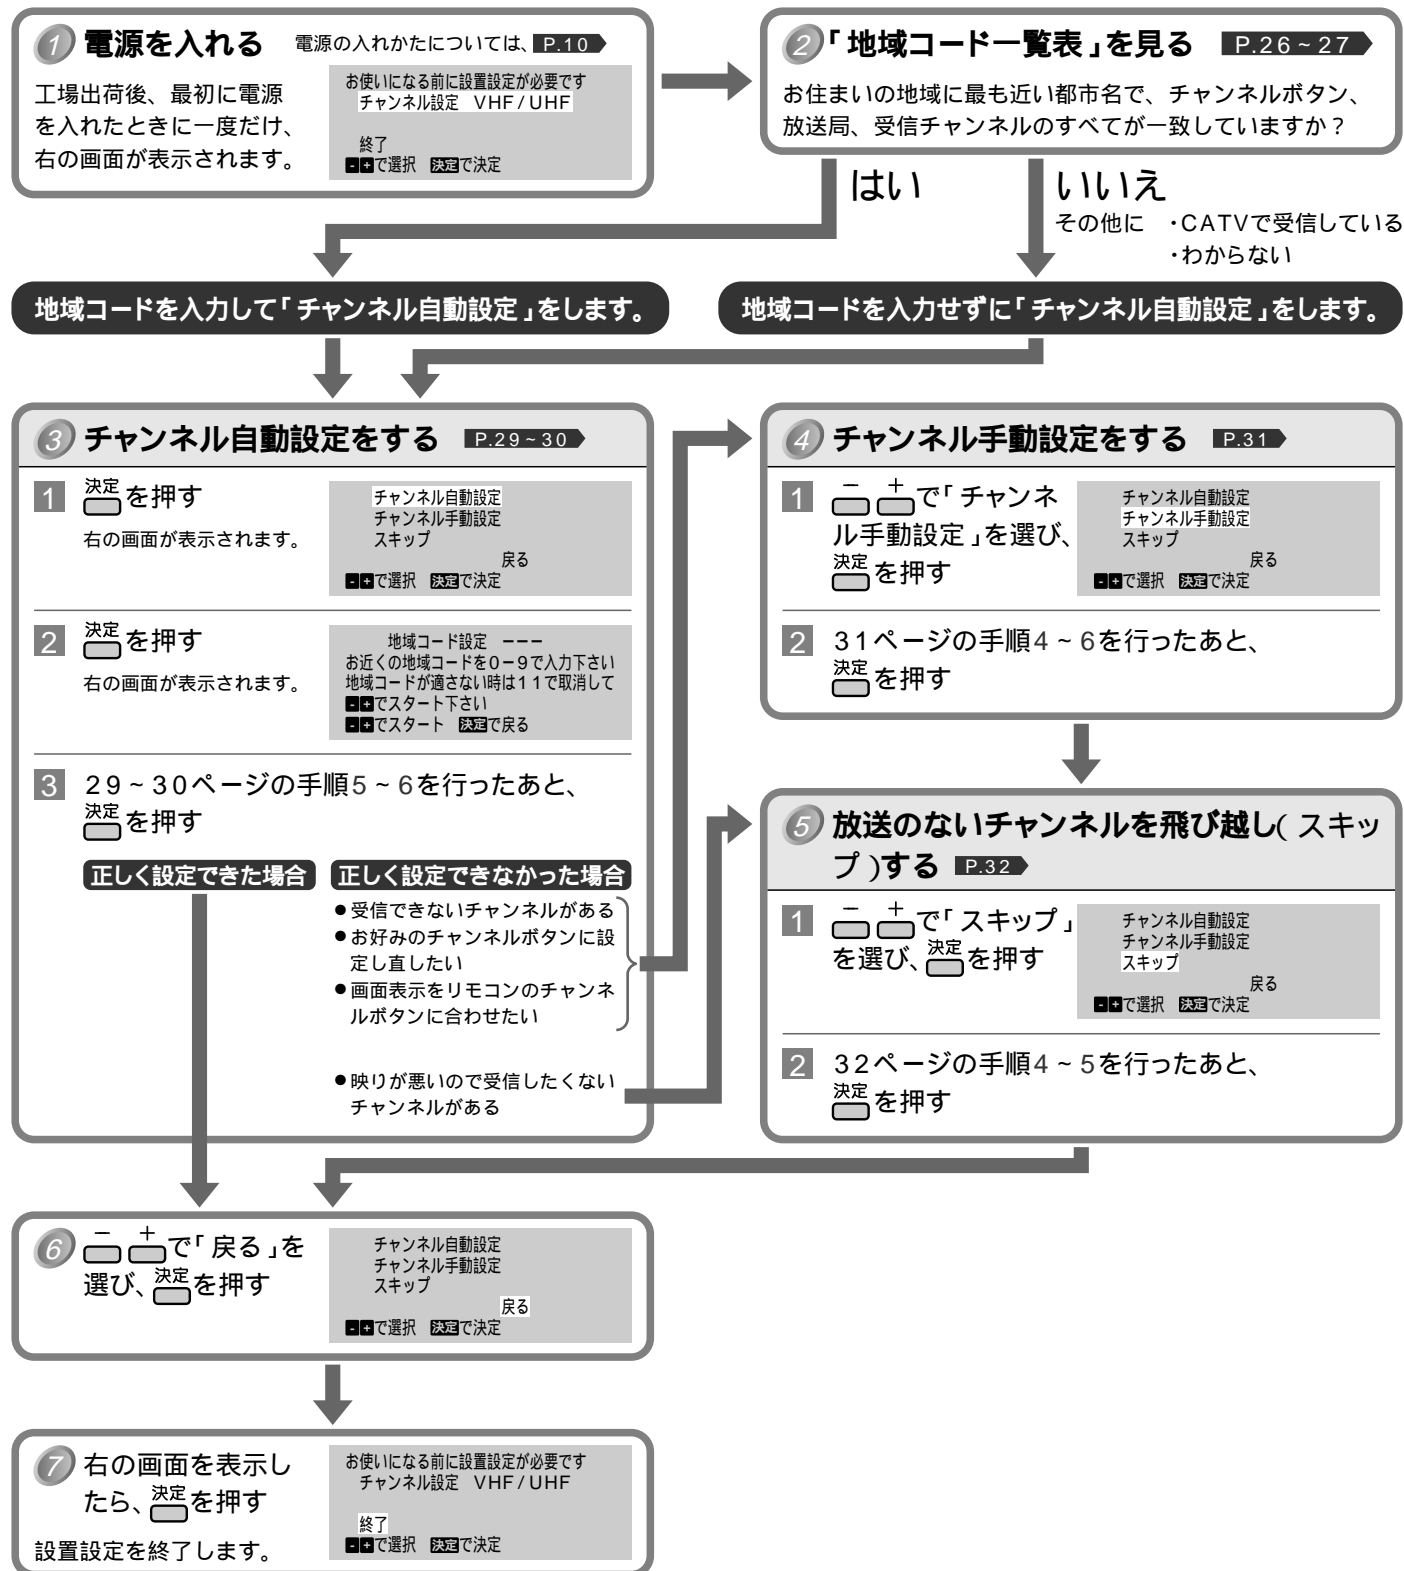 1 電源を入れる 電源の入れかたについては、P.10
工場出荷後、最初に電源
を入れたときに一度だけ、
右の画面が表示されます。
お使いになる前に設置設定が必要です
チャンネル設定 VHF/UHF
終了
-+で選択 決定で決定
2「地域コード一覧表」を見る P.26~27
お住まいの地域に最も近い都市名で、チャンネルボタン、
放送局、受信チャンネルのすべてが一致していますか?
はい
いいえ
その他に ・CATVで受信している
・わからない
地域コードを入力して「チャンネル自動設定」をします。
地域コードを入力せずに「チャンネル自動設定」をします。
3 チャンネル自動設定をする P.29~30
1 決定を押す
右の画面が表示されます。
チャンネル自動設定
チャンネル手動設定
スキップ
戻る
-+で選択 決定で決定
2 決定を押す
右の画面が表示されます。
地域コード設定 ---
お近くの地域コードを0-9で入力下さい
地域コードが適さない時は11で取消して
-+でスタート下さい
-+でスタート 決定で戻る
3 29~30ページの手順5~6を行ったあと、
決定を押す
正しく設定できた場合
正しく設定できなかった場合
●受信できないチャンネルがある
●お好みのチャンネルボタンに設
定し直したい
●画面表示をリモコンのチャンネ
ルボタンに合わせたい
●映りが悪いので受信したくない
チャンネルがある
4 チャンネル手動設定をする P.31
1 - +で「チャンネ
ル手動設定」を選び、
決定を押す
チャンネル自動設定
チャンネル手動設定
スキップ
戻る
-+で選択 決定で決定
2 31ページの手順4~6を行ったあと、
決定を押す
5 放送のないチャンネルを飛び越し(スキッ
プ)する P.32
1 - +で「スキップ」
を選び、決定を押す
チャンネル自動設定
チャンネル手動設定
スキップ
戻る
-+で選択 決定で決定
2 32ページの手順4~5を行ったあと、
決定を押す
6 - +で「戻る」を
選び、決定を押す
チャンネル自動設定
チャンネル手動設定
スキップ
戻る
-+で選択 決定で決定
7 右の画面を表示し
たら、決定を押す
設置設定を終了します。
お使いになる前に設置設定が必要です
チャンネル設定 VHF/UHF
終了
-+で選択 決定で決定